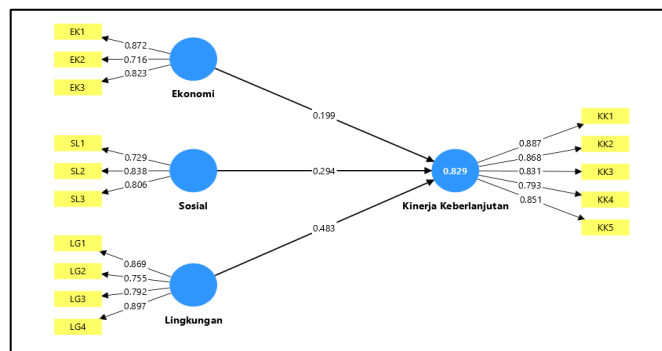 EK1
0.872
EK2
0.716
EK3
0.823
Ekonomi
0.199
SL1
0.729
SL2
0.838
SL3
0.806
Sosial
0.294
LG1
0.869
LG2
0.755
LG3
0.792
LG4
0.897
Lingkungan
0.483
0.829
Kinerja Keberlanjutan
KK1
0.887
KK2
0.868
KK3
0.831
KK4
0.793
KK5
0.851